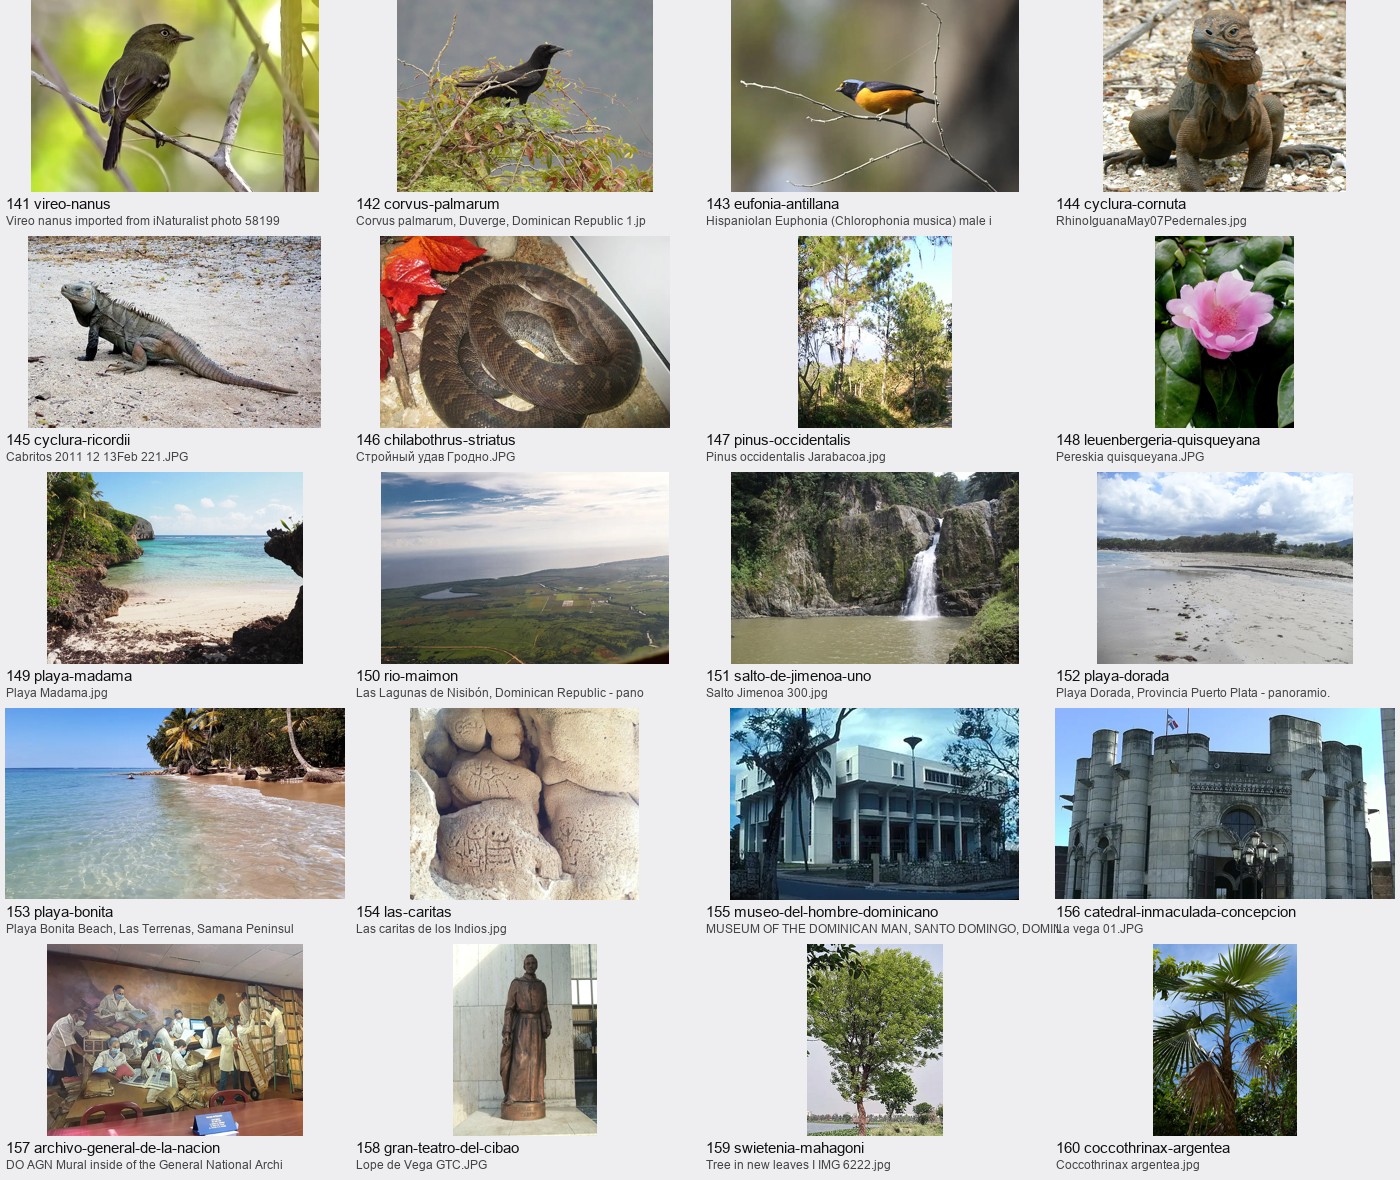 141 vireo-nanus
Vireo nanus imported from iNaturalist photo 58199
142 corvus-palmarum
Corvus palmarum, Duverge, Dominican Republic 1.jp
143 eufonia-antillana
Hispaniolan Euphonia (Chlorophonia musica) male i
144 cyclura-cornuta
RhinoIguanaMay07Pedernales.jpg
145 cyclura-ricordii
Cabritos 2011 12 13Feb 221.JPG
146 chilabothrus-striatus
Стройный удав Гродно.JPG
147 pinus-occidentalis
Pinus occidentalis Jarabacoa.jpg
148 leuenbergeria-quisqueyana
Pereskia quisqueyana.JPG
149 playa-madama
Playa Madama.jpg
150 rio-maimon
Las Lagunas de Nisibón, Dominican Republic - pano
151 salto-de-jimenoa-uno
Salto Jimenoa 300.jpg
152 playa-dorada
Playa Dorada, Provincia Puerto Plata - panoramio.
153 playa-bonita
Playa Bonita Beach, Las Terrenas, Samana Peninsul
154 las-caritas
Las caritas de los Indios.jpg
155 museo-del-hombre-dominicano
MUSEUM OF THE DOMINICAN MAN, SANTO DOMINGO, DOMIN
156 catedral-inmaculada-concepcion
La vega 01.JPG
157 archivo-general-de-la-nacion
DO AGN Mural inside of the General National Archi
158 gran-teatro-del-cibao
Lope de Vega GTC.JPG
159 swietenia-mahagoni
Tree in new leaves I IMG 6222.jpg
160 coccothrinax-argentea
Coccothrinax argentea.jpg